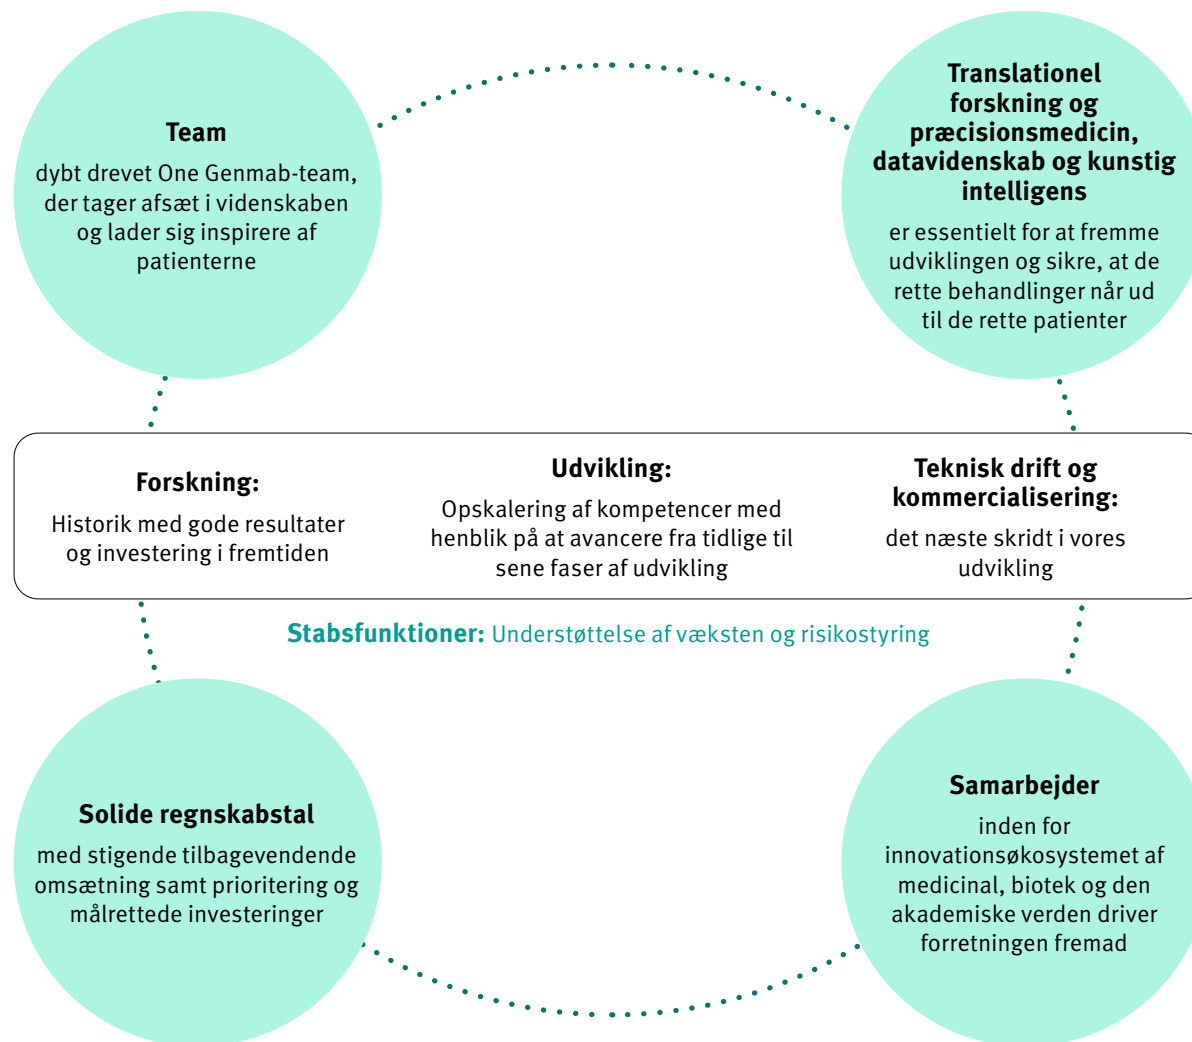 Team
dybt drevet One Genmab-team,
der tager afsæt i videnskaben
og lader sig inspirere af
patienterne
Translationel
forskning og
præcisionsmedicin,
datavidenskab og kunstig
intelligens
er essentielt for at fremme
udviklingen og sikre, at de
rette behandlinger når ud
til de rette patienter
Forskning:
Historik med gode resultater
og investering i fremtiden
Udvikling:
Opskalering af kompetencer med
henblik på at avancere fra tidlige til
sene faser af udvikling
Teknisk drift og
kommercialisering:
det næste skridt i vores
udvikling
Stabsfunktioner: Understøttelse af væksten og risikostyring
Solide regnskabstal
med stigende tilbagevendende
omsætning samt prioritering og
målrettede investeringer
Samarbejder
inden for
innovationsøkosystemet af
medicinal, biotek og den
akademiske verden driver
forretningen fremad